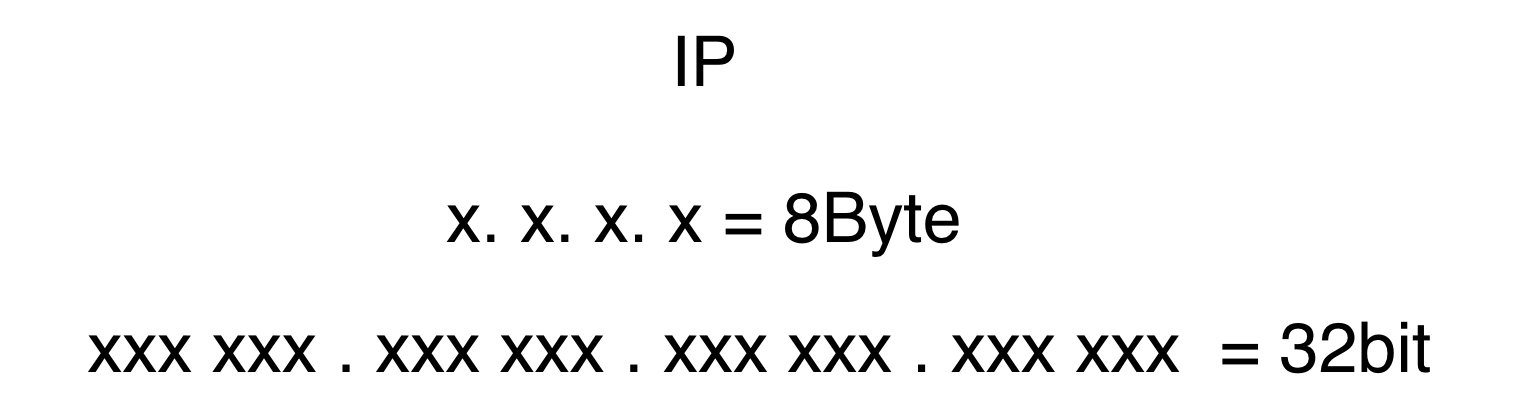 IP
x. x. x. x = 8Byte
xxx xxx . xxx xxx . xxx xxx . xxx xxx = 32bit